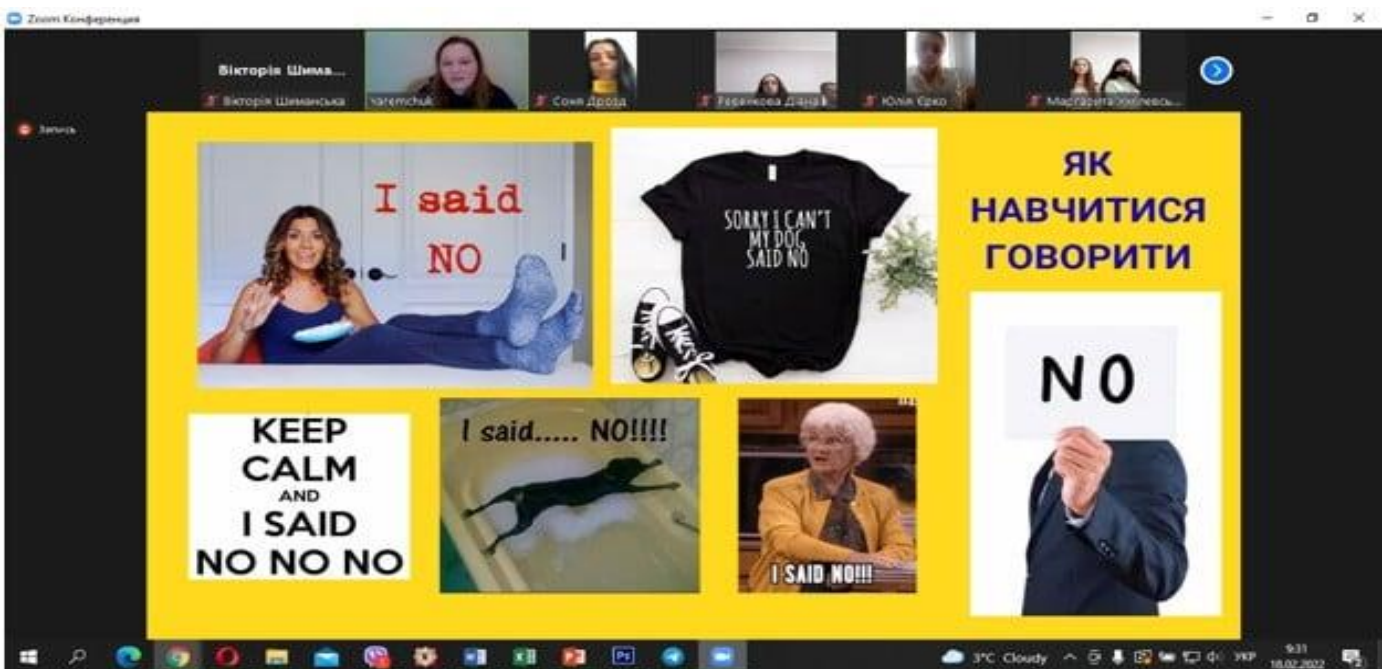 Zoom Конференция
Вікторія Шима...
Вікторія Шиманська
Yaremchuk
Соня Дрозд
Юлія Єрко
Запись
I said
NO
SORRY I CAN'T
MY DOG
SAID NO
ЯК
НАВЧИТИСЯ
ГОВОРИТИ
NO
KEEP
CALM
AND
I SAID
NO NO NO
I said..... NO!!!!
I SAID NO!!!
3°C Cloudy
УКР
9:31
18.02.2022